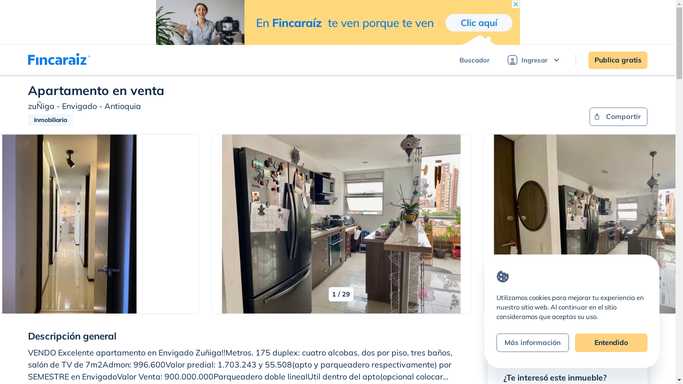 En Fincaraíz te ven porque te ven
Clic aquí
Fincaraíz
Buscador
Ingresar
Publica gratis
Apartamento en venta
zuÑiga - Envigado - Antioquia
Inmobiliaria
Compartir
1 / 29
Utilizamos cookies para mejorar tu experiencia en
nuestro sitio web. Al continuar en el sitio
consideramos que aceptas su uso.
Más información
Entendido
Descripción general
VENDO Excelente apartamento en Envigado Zuñiga!!Metros. 175 duplex: cuatro alcobas, dos por piso, tres baños,
salón de TV de 7m2Admon: 996.600Valor predial: 1.703.243 y 55.508(apto y parqueadero respectivamente) por
SEMESTRE en EnvigadoValor Venta: 900.000.000Parqueadero doble linealUtil dentro del apto(opcional colocar...
¿Te interesó este inmueble?